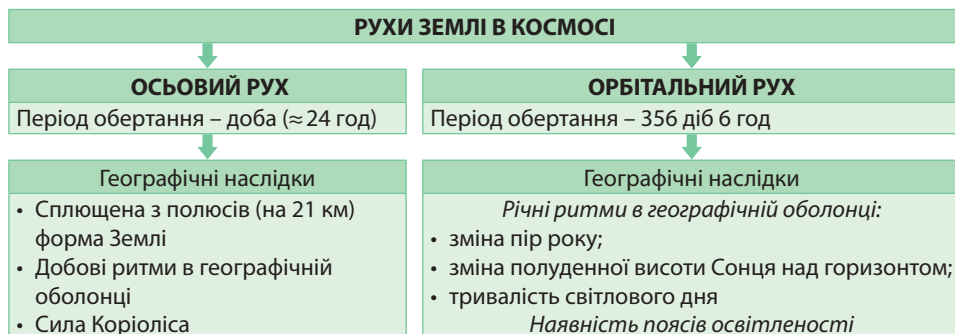 РУХИ ЗЕМЛІ В КОСМОСІ
ОСЬОВИЙ РУХ
Період обертання – доба (≈ 24 год)
Географічні наслідки
• Сплющена з полюсів (на 21 км)
форма Землі
• Добові ритми в географічній
оболонці
• Сила Коріоліса
ОРБІТАЛЬНИЙ РУХ
Період обертання – 356 діб 6 год
Географічні наслідки
Річні ритми в географічній оболонці:
• зміна пір року;
• зміна полуденної висоти Сонця над горизонтом;
• тривалість світлового дня
Наявність поясів освітленості